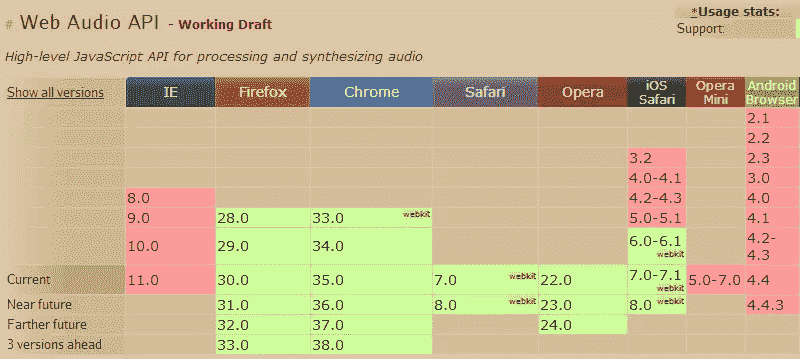 # Web Audio API - Working Draft
*Usage stats:
Support:
High-level JavaScript API for processing and synthesizing audio
Show all versions IE Firefox Chrome Safari Opera iOS Safari Opera Mini Android Browser
2.1
2.2
3.2 2.3
4.0-4.1 3.0
8.0 4.2-4.3 4.0
9.0 28.0 33.0 webkit 5.0-5.1 4.1
10.0 29.0 34.0 6.0-6.1 webkit 4.2-4.3
Current 11.0 30.0 35.0 7.0 webkit 22.0 7.0-7.1 webkit 5.0-7.0 4.4
Near future 31.0 36.0 8.0 webkit 23.0 8.0 webkit 4.4.3
Farther future 32.0 37.0 24.0
3 versions ahead 33.0 38.0